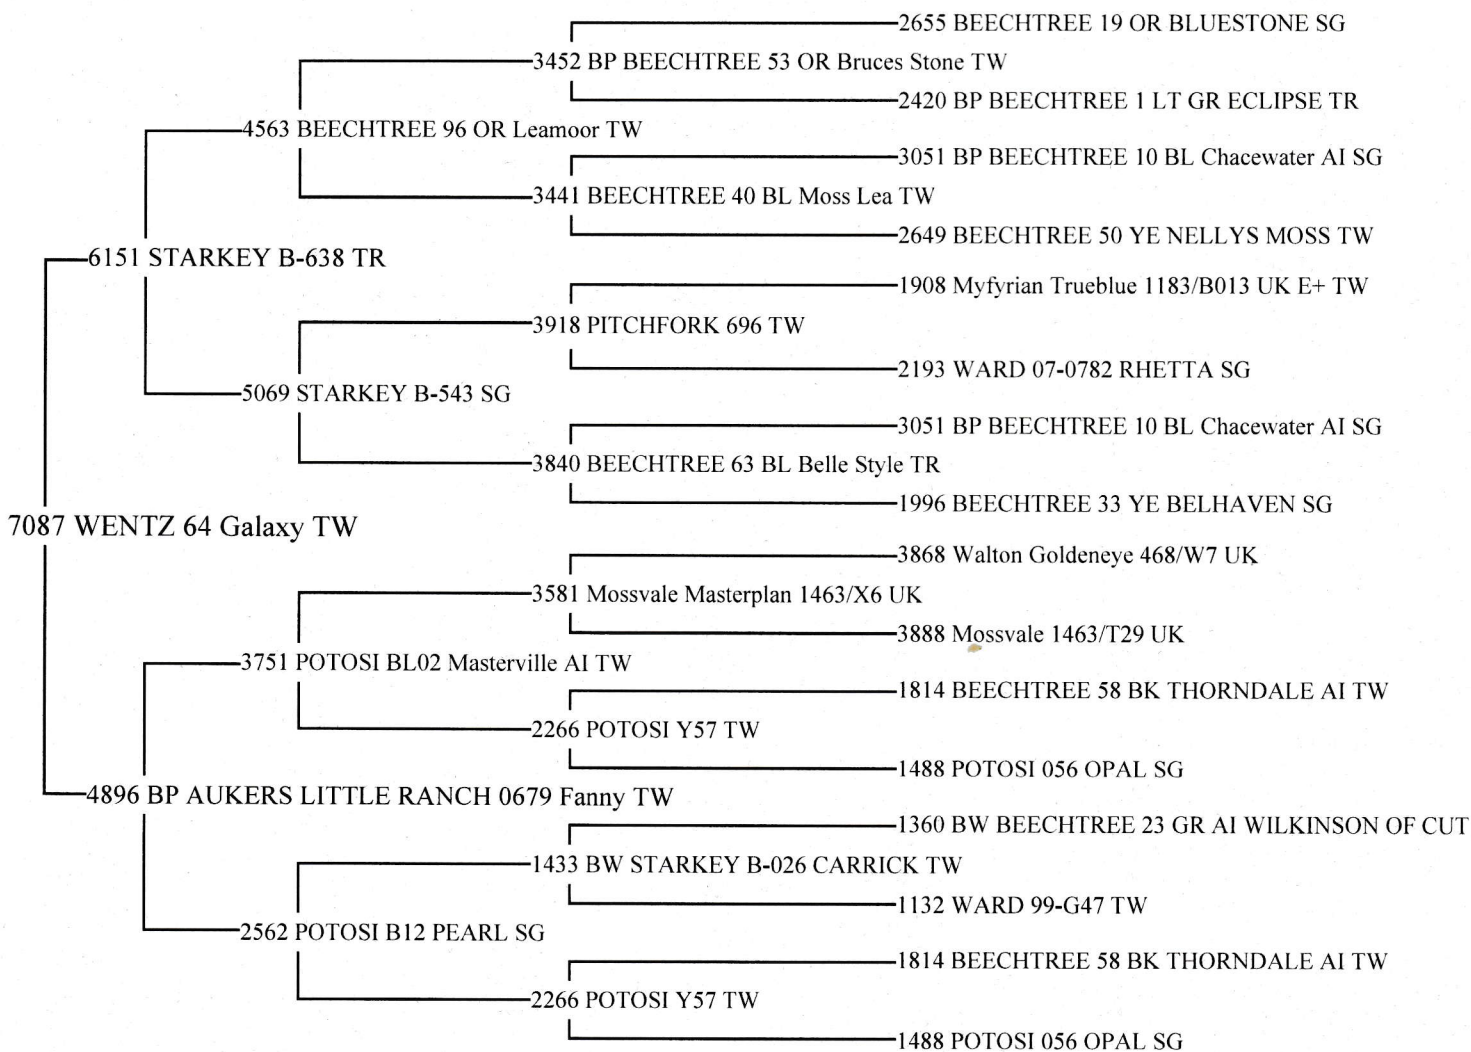 2655 BEECHTREE 19 OR BLUESTONE SG
3452 BP BEECHTREE 53 OR Bruces Stone TW
2420 BP BEECHTREE 1 LT GR ECLIPSE TR
4563 BEECHTREE 96 OR Leamoor TW
3051 BP BEECHTREE 10 BL Chacewater AI SG
3441 BEECHTREE 40 BL Moss Lea TW
2649 BEECHTREE 50 YE NELLYS MOSS TW
6151 STARKEY B-638 TR
1908 Myfyrian Trueblue 1183/B013 UK E+ TW
3918 PITCHFORK 696 TW
2193 WARD 07-0782 RHETTA SG
5069 STARKEY B-543 SG
3051 BP BEECHTREE 10 BL Chacewater AI SG
3840 BEECHTREE 63 BL Belle Style TR
1996 BEECHTREE 33 YE BELHAVEN SG
7087 WENTZ 64 Galaxy TW
3868 Walton Goldeneye 468/W7 UK
3581 Mossvale Masterplan 1463/X6 UK
3888 Mossvale 1463/T29 UK
3751 POTOSI BL02 Masterville AI TW
1814 BEECHTREE 58 BK THORNDALE AI TW
2266 POTOSI Y57 TW
1488 POTOSI 056 OPAL SG
4896 BP AUKERS LITTLE RANCH 0679 Fanny TW
1360 BW BEECHTREE 23 GR AI WILKINSON OF CUT
1433 BW STARKEY B-026 CARRICK TW
1132 WARD 99-G47 TW
2562 POTOSI B12 PEARL SG
1814 BEECHTREE 58 BK THORNDALE AI TW
2266 POTOSI Y57 TW
1488 POTOSI 056 OPAL SG